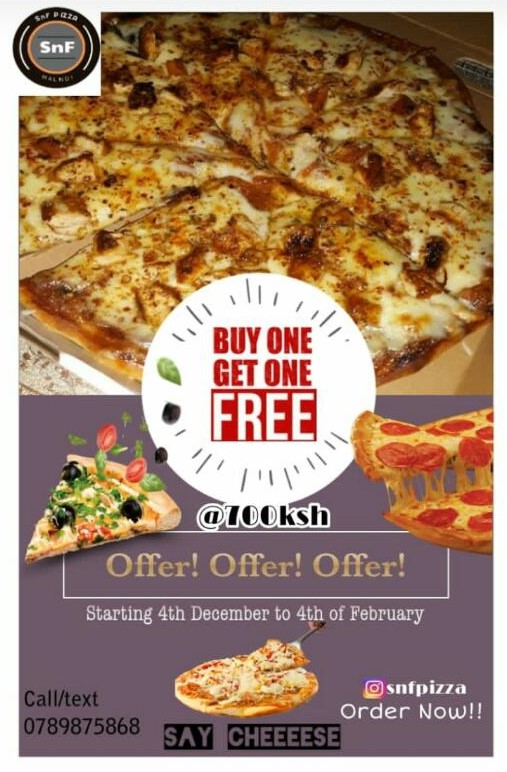 SnF PIZZA
SnF
MALNDI
BUY ONE
GET ONE
FREE
@700ksh
Offer! Offer! Offer!
Starting 4th December to 4th of February
Call/text
0789875868
snfpizza
Order Now!!
SAY CHEEEESE